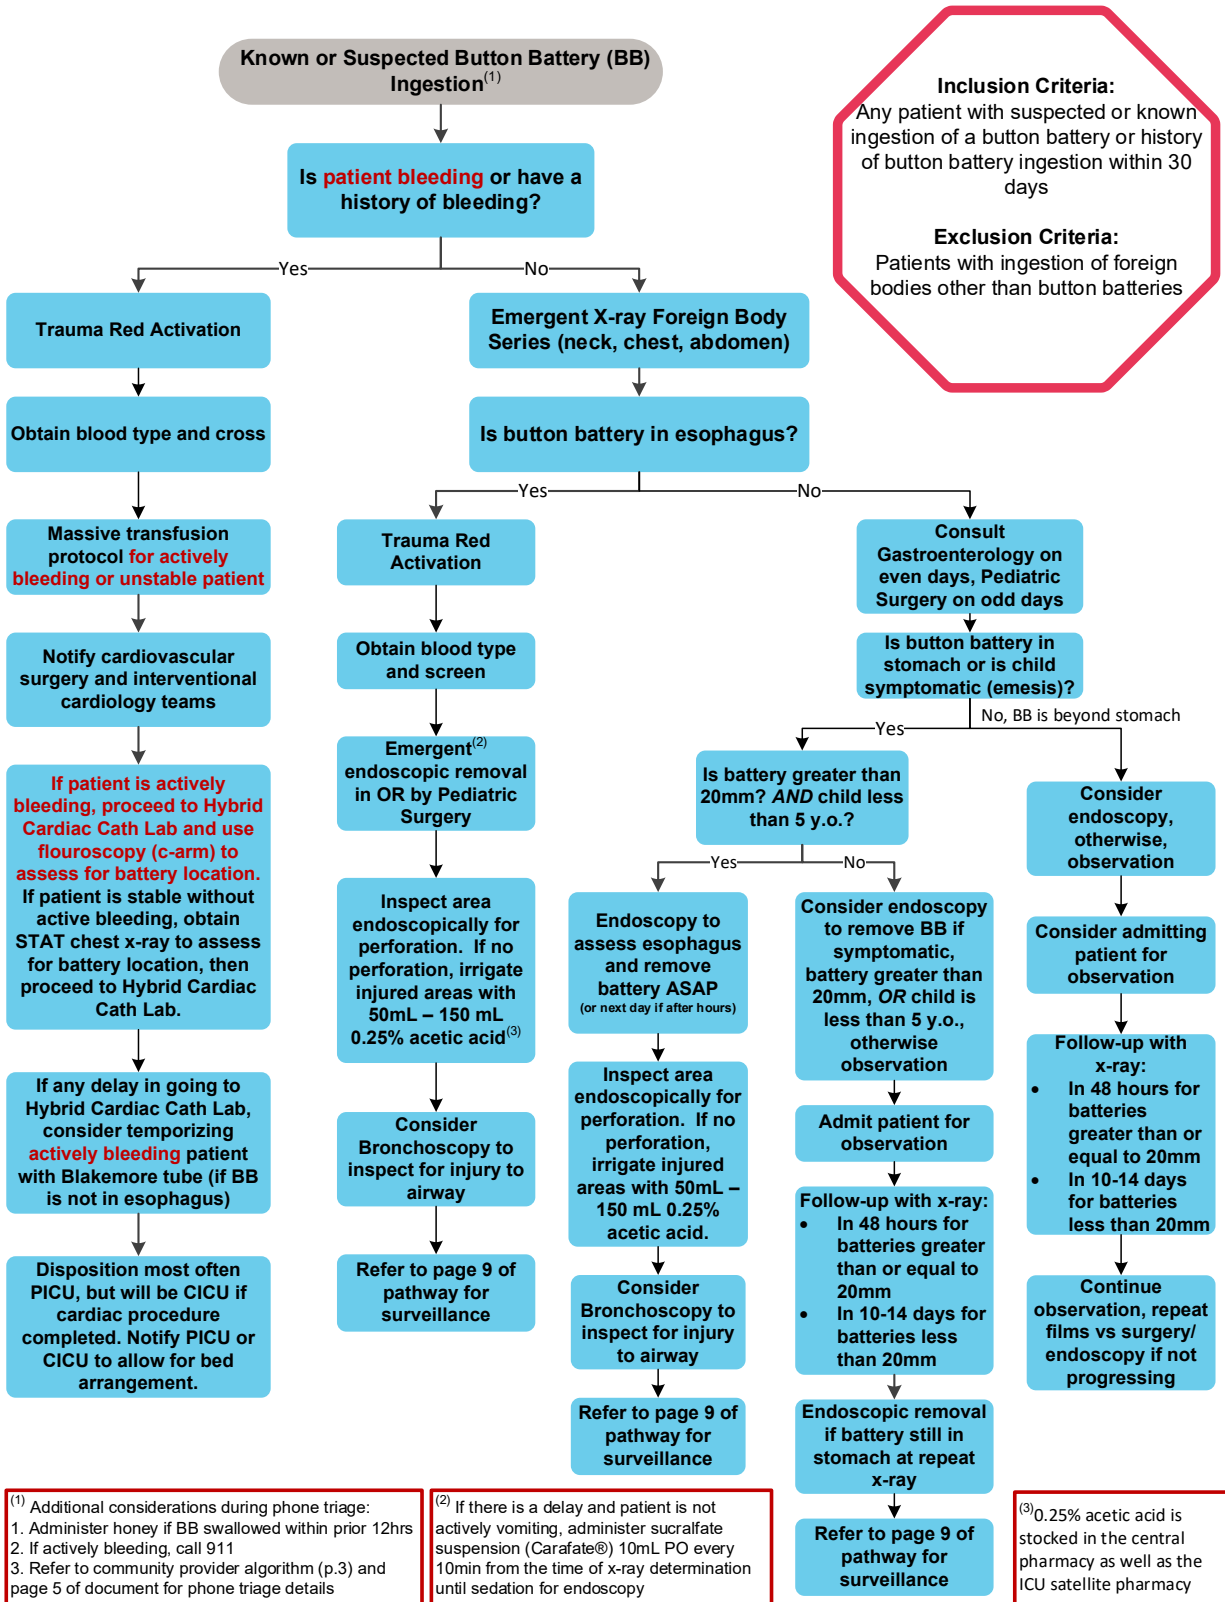 Known or Suspected Button Battery (BB)
Ingestion(1)
Inclusion Criteria:
Any patient with suspected or known
ingestion of a button battery or history
of button battery ingestion within 30
days
Exclusion Criteria:
Patients with ingestion of foreign
bodies other than button batteries
Is patient bleeding or have a
history of bleeding?
Yes
No
Trauma Red Activation
Obtain blood type and cross
Massive transfusion
protocol for actively
bleeding or unstable patient
Notify cardiovascular
surgery and interventional
cardiology teams
If patient is actively
bleeding, proceed to Hybrid
Cardiac Cath Lab and use
flouroscopy (c-arm) to
assess for battery location.
If patient is stable without
active bleeding, obtain
STAT chest x-ray to assess
for battery location, then
proceed to Hybrid Cardiac
Cath Lab.
If any delay in going to
Hybrid Cardiac Cath Lab,
consider temporizing
actively bleeding patient
with Blakemore tube (if BB
is not in esophagus)
Disposition most often
PICU, but will be CICU if
cardiac procedure
completed. Notify PICU or
CICU to allow for bed
arrangement.
Emergent X-ray Foreign Body
Series (neck, chest, abdomen)
Is button battery in esophagus?
Yes
No
Trauma Red
Activation
Obtain blood type
and screen
Emergent(2)
endoscopic removal
in OR by Pediatric
Surgery
Inspect area
endoscopically for
perforation.  If no
perforation, irrigate
injured areas with
50mL – 150 mL
0.25% acetic acid(3)
Consider
Bronchoscopy to
inspect for injury to
airway
Refer to page 9 of
pathway for
surveillance
Consult
Gastroenterology on
even days, Pediatric
Surgery on odd days
Is button battery in
stomach or is child
symptomatic (emesis)?
Yes
No, BB is beyond stomach
Is battery greater than
20mm? AND child less
than 5 y.o.?
Yes
No
Endoscopy to
assess esophagus
and remove
battery ASAP
(or next day if after hours)
Inspect area
endoscopically for
perforation.  If no
perforation,
irrigate injured
areas with 50mL –
150 mL 0.25%
acetic acid.
Consider
Bronchoscopy to
inspect for injury
to airway
Refer to page 9 of
pathway for
surveillance
Consider endoscopy
to remove BB if
symptomatic,
battery greater than
20mm, OR child is
less than 5 y.o.,
otherwise
observation
Admit patient for
observation
Follow-up with x-ray:
• In 48 hours for
batteries greater
than or equal to
20mm
• In 10-14 days for
batteries less
than 20mm
Endoscopic removal
if battery still in
stomach at repeat
x-ray
Refer to page 9 of
pathway for
surveillance
Consider
endoscopy,
otherwise,
observation
Consider admitting
patient for
observation
Follow-up with
x-ray:
• In 48 hours for
batteries
greater than or
equal to 20mm
• In 10-14 days
for batteries
less than 20mm
Continue
observation, repeat
films vs surgery/
endoscopy if not
progressing
(1) Additional considerations during phone triage:
1. Administer honey if BB swallowed within prior 12hrs
2. If actively bleeding, call 911
3. Refer to community provider algorithm (p.3) and
page 5 of document for phone triage details
(2) If there is a delay and patient is not
actively vomiting, administer sucralfate
suspension (Carafate®) 10mL PO every
10min from the time of x-ray determination
until sedation for endoscopy
(3)0.25% acetic acid is
stocked in the central
pharmacy as well as the
ICU satellite pharmacy